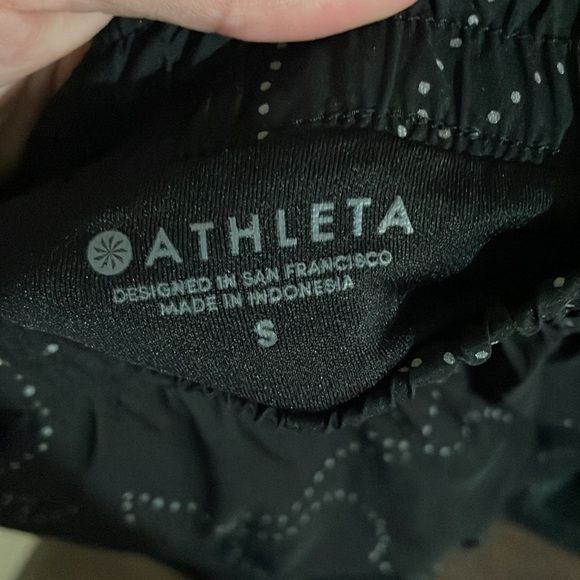 ATHLETA
DESIGNED IN SAN FRANCISCO
MADE IN INDONESIA
S